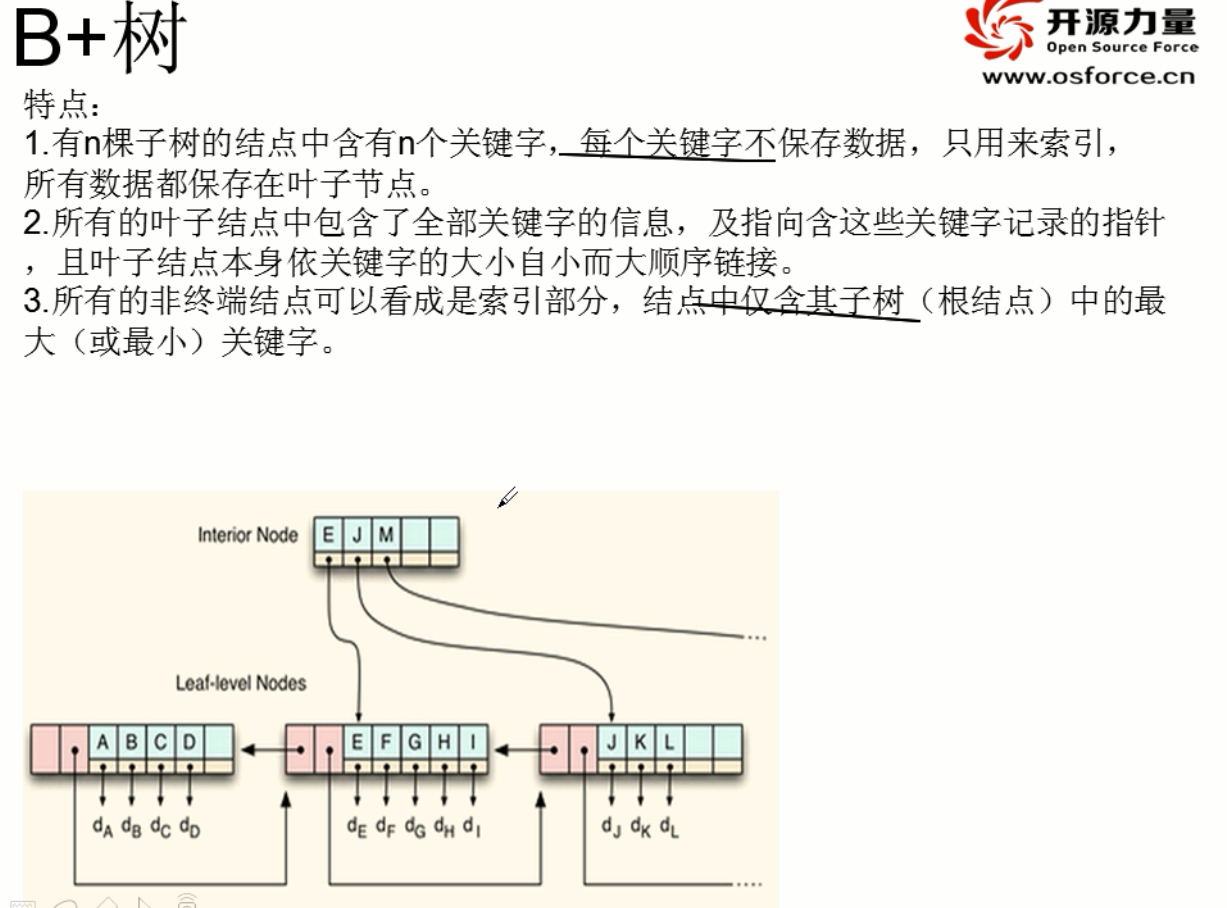 B+树
开源力量
Open Source Force
www.osforce.cn
特点：
1.有n棵子树的结点中含有n个关键字，每个关键字不保存数据，只用来索引，
所有数据都保存在叶子节点。
2.所有的叶子结点中包含了全部关键字的信息，及指向含这些关键字记录的指针
，且叶子结点本身依关键字的大小自小而大顺序链接。
3.所有的非终端结点可以看成是索引部分，结点中仅含其子树（根结点）中的最
大（或最小）关键字。
Interior Node E J M
....
Leaf-level Nodes
A B C D E F G H I J K L
dA dB dC dD dE dF dG dH dI dJ dK dL
....